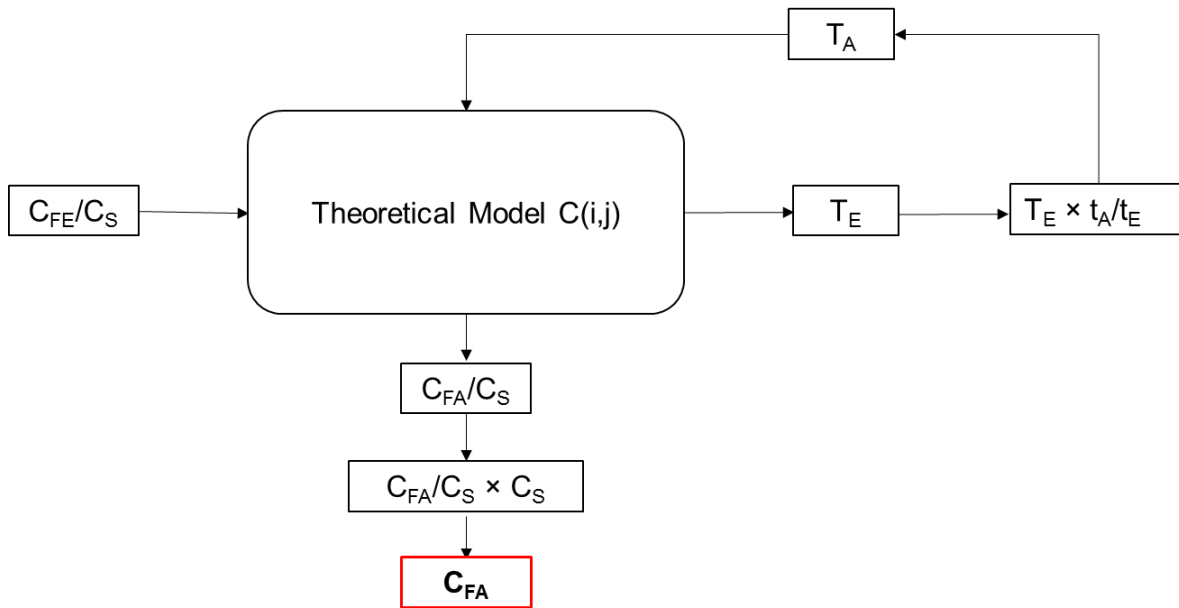 T_A
C_FE/C_S
Theoretical Model C(i,j)
T_E
T_E × t_A/t_E
C_FA/C_S
C_FA/C_S × C_S
C_FA